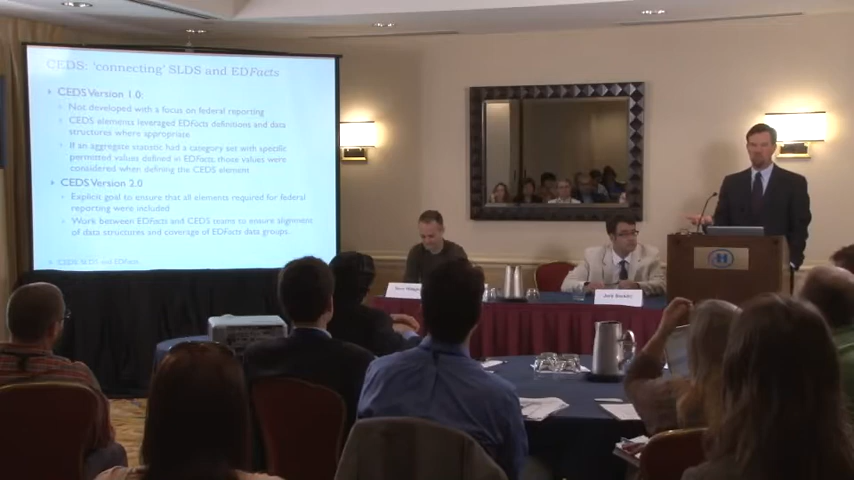 CEDS: 'connecting' SLDS and EDFacts
CEDS Version 1.0:
Not developed with a focus on federal reporting
CEDS elements leveraged EDFacts definitions and data
structures where appropriate
If an aggregate statistic had a category set with specific
permitted values defined in EDFacts, those values were
considered when defining the CEDS element
CEDS Version 2.0
Explicit goal to ensure that all elements required for federal
reporting were included
Work between EDFacts and CEDS teams to ensure alignment
of data structures and coverage of EDFacts data groups.
CEDS, SLDS and EDFacts
H